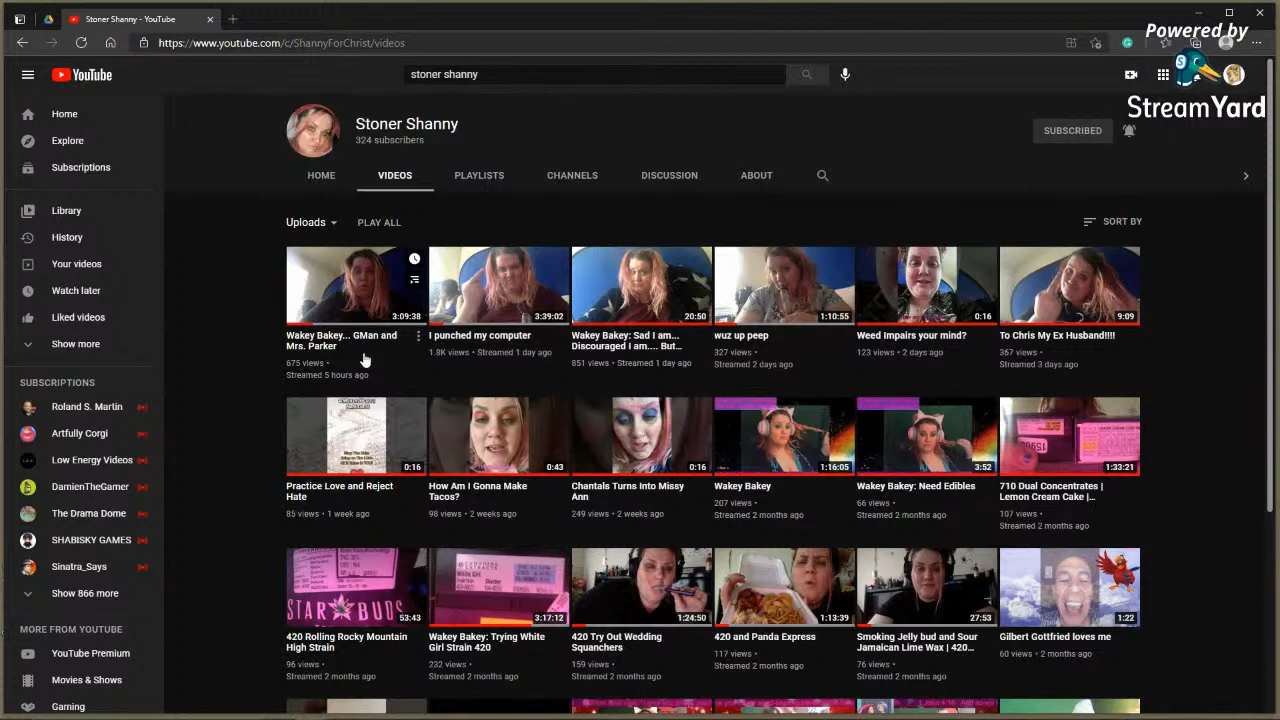 Stoner Shanny - YouTube
https://www.youtube.com/c/ShannyForChrist/videos
Powered by
StreamYard
YouTube
stoner shanny
Home
Explore
Subscriptions
Library
History
Your videos
Watch later
Liked videos
Show more
SUBSCRIPTIONS
Roland S. Martin
Artfully Corgi
Low Energy Videos
DamienTheGamer
The Drama Dome
SHABISKY GAMES
Sinatra_Says
Show 866 more
MORE FROM YOUTUBE
YouTube Premium
Movies & Shows
Gaming
Stoner Shanny
324 subscribers
SUBSCRIBED
HOME
VIDEOS
PLAYLISTS
CHANNELS
DISCUSSION
ABOUT
Uploads
PLAY ALL
SORT BY
3:09:38
Wakey Bakey... GMan and
Mrs. Parker
675 views •
Streamed 5 hours ago
3:39:02
I punched my computer
1.8K views • Streamed 1 day ago
20:50
Wakey Bakey: Sad I am...
Discouraged I am.... But...
851 views • Streamed 1 day ago
1:10:55
wuz up peep
327 views •
Streamed 2 days ago
0:16
Weed Impairs your mind?
123 views • 2 days ago
9:09
To Chris My Ex Husband!!!!
367 views •
Streamed 3 days ago
0:16
Practice Love and Reject
Hate
85 views • 1 week ago
0:43
How Am I Gonna Make
Tacos?
98 views • 2 weeks ago
0:16
Chantals Turns Into Missy
Ann
249 views • 2 weeks ago
1:16:05
Wakey Bakey
207 views •
Streamed 2 months ago
3:52
Wakey Bakey: Need Edibles
66 views •
Streamed 2 months ago
1:33:21
710 Dual Concentrates |
Lemon Cream Cake |...
107 views •
Streamed 2 months ago
STAR BUDS
53:43
420 Rolling Rocky Mountain
High Strain
96 views •
Streamed 2 months ago
3:17:12
Wakey Bakey: Trying White
Girl Strain 420
232 views •
Streamed 2 months ago
1:24:50
420 Try Out Wedding
Squanchers
159 views •
Streamed 2 months ago
1:13:39
420 and Panda Express
117 views •
Streamed 2 months ago
27:53
Smoking Jelly bud and Sour
Jamaican Lime Wax | 420...
76 views •
Streamed 2 months ago
1:22
Gilbert Gottfried loves me
60 views • 2 months ago